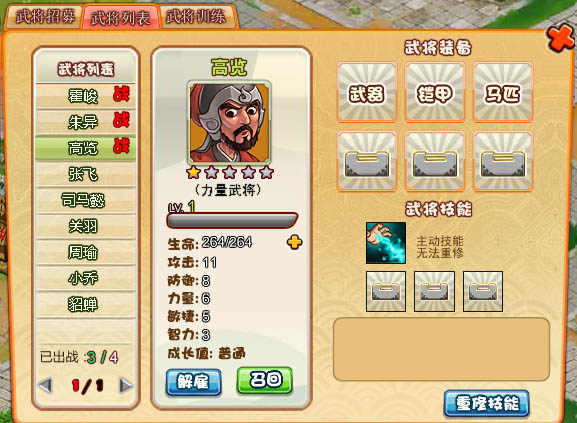 武将招募 武将列表 武将训练
武将列表
霍峻 战
朱异 战
高览 战
张飞
司马懿
关羽
周瑜
小乔
貂蝉
已出战：3/4
1/1
高览
(力量武将)
LV. 1
生命: 264/264
攻击: 11
防御: 8
力量: 6
敏捷: 5
智力: 3
成长值: 普通
解雇 召回
武将装备
武器 铠甲 马匹
武将技能
主动技能
无法重修
重修技能